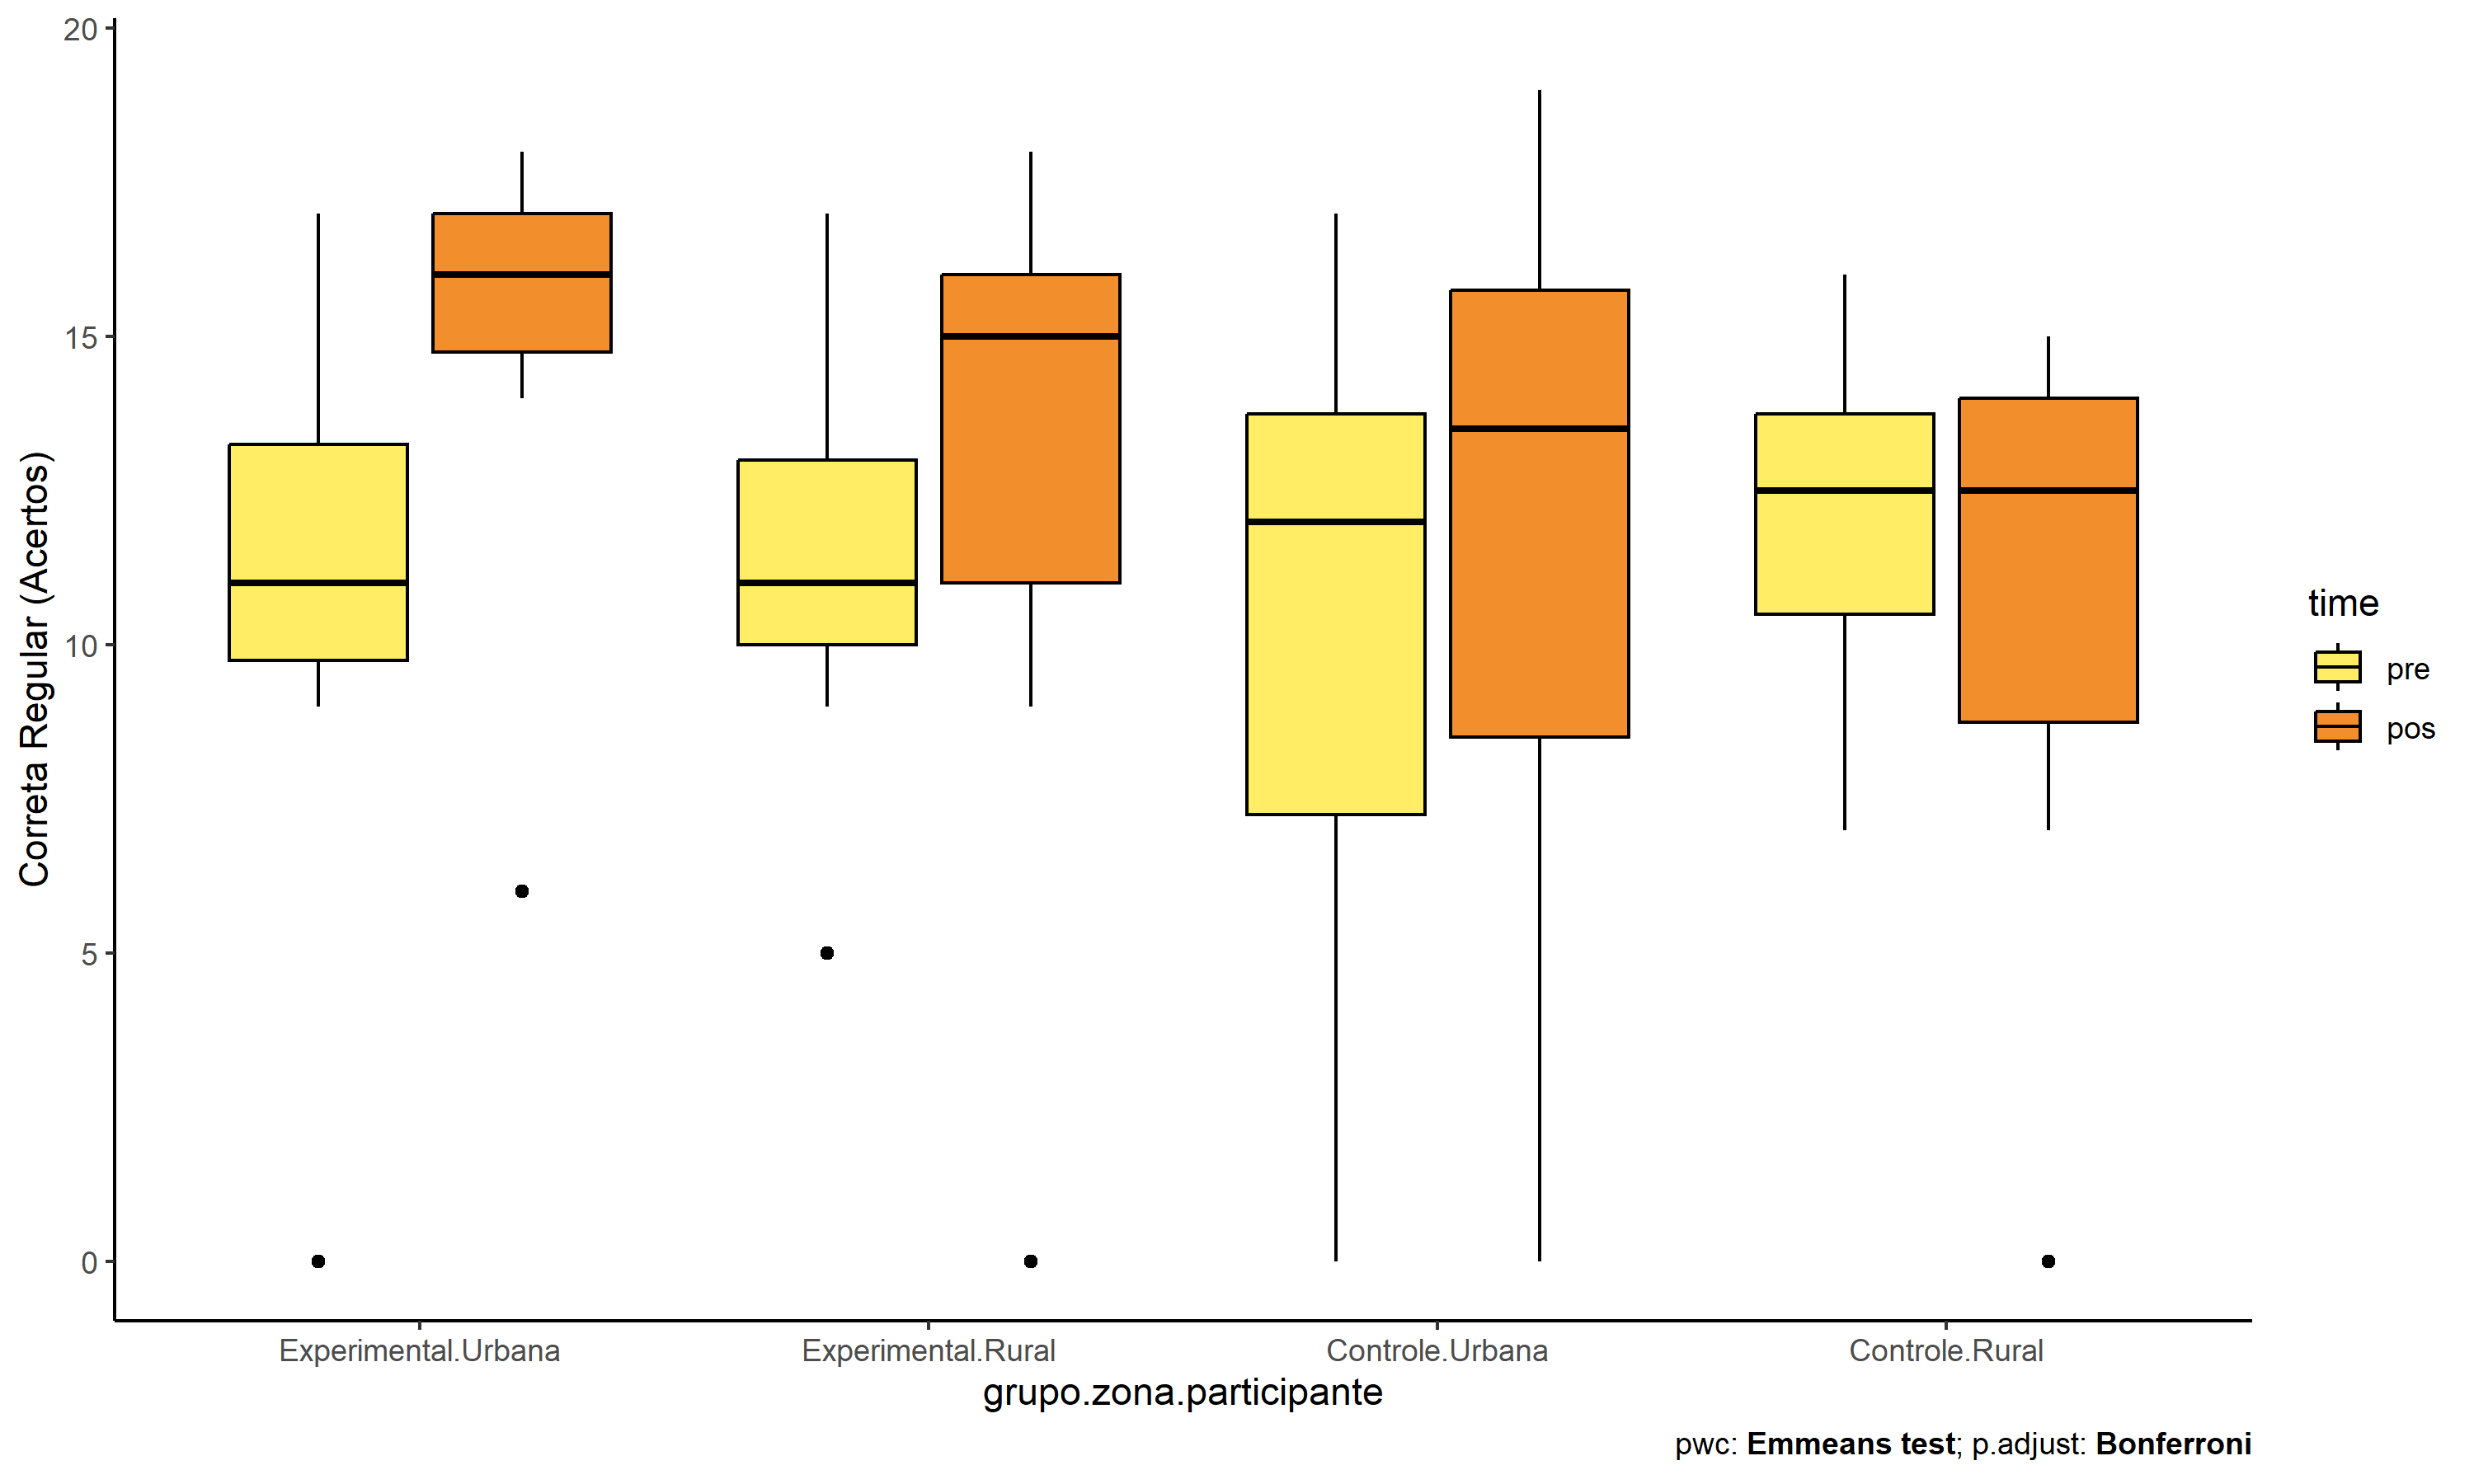 Correta Regular (Acertos)
20
15
10
5
0
Experimental.Urbana
Experimental.Rural
Controle.Urbana
Controle.Rural
grupo.zona.participante
time
pre
pos
pwc: Emmeans test; p.adjust: Bonferroni